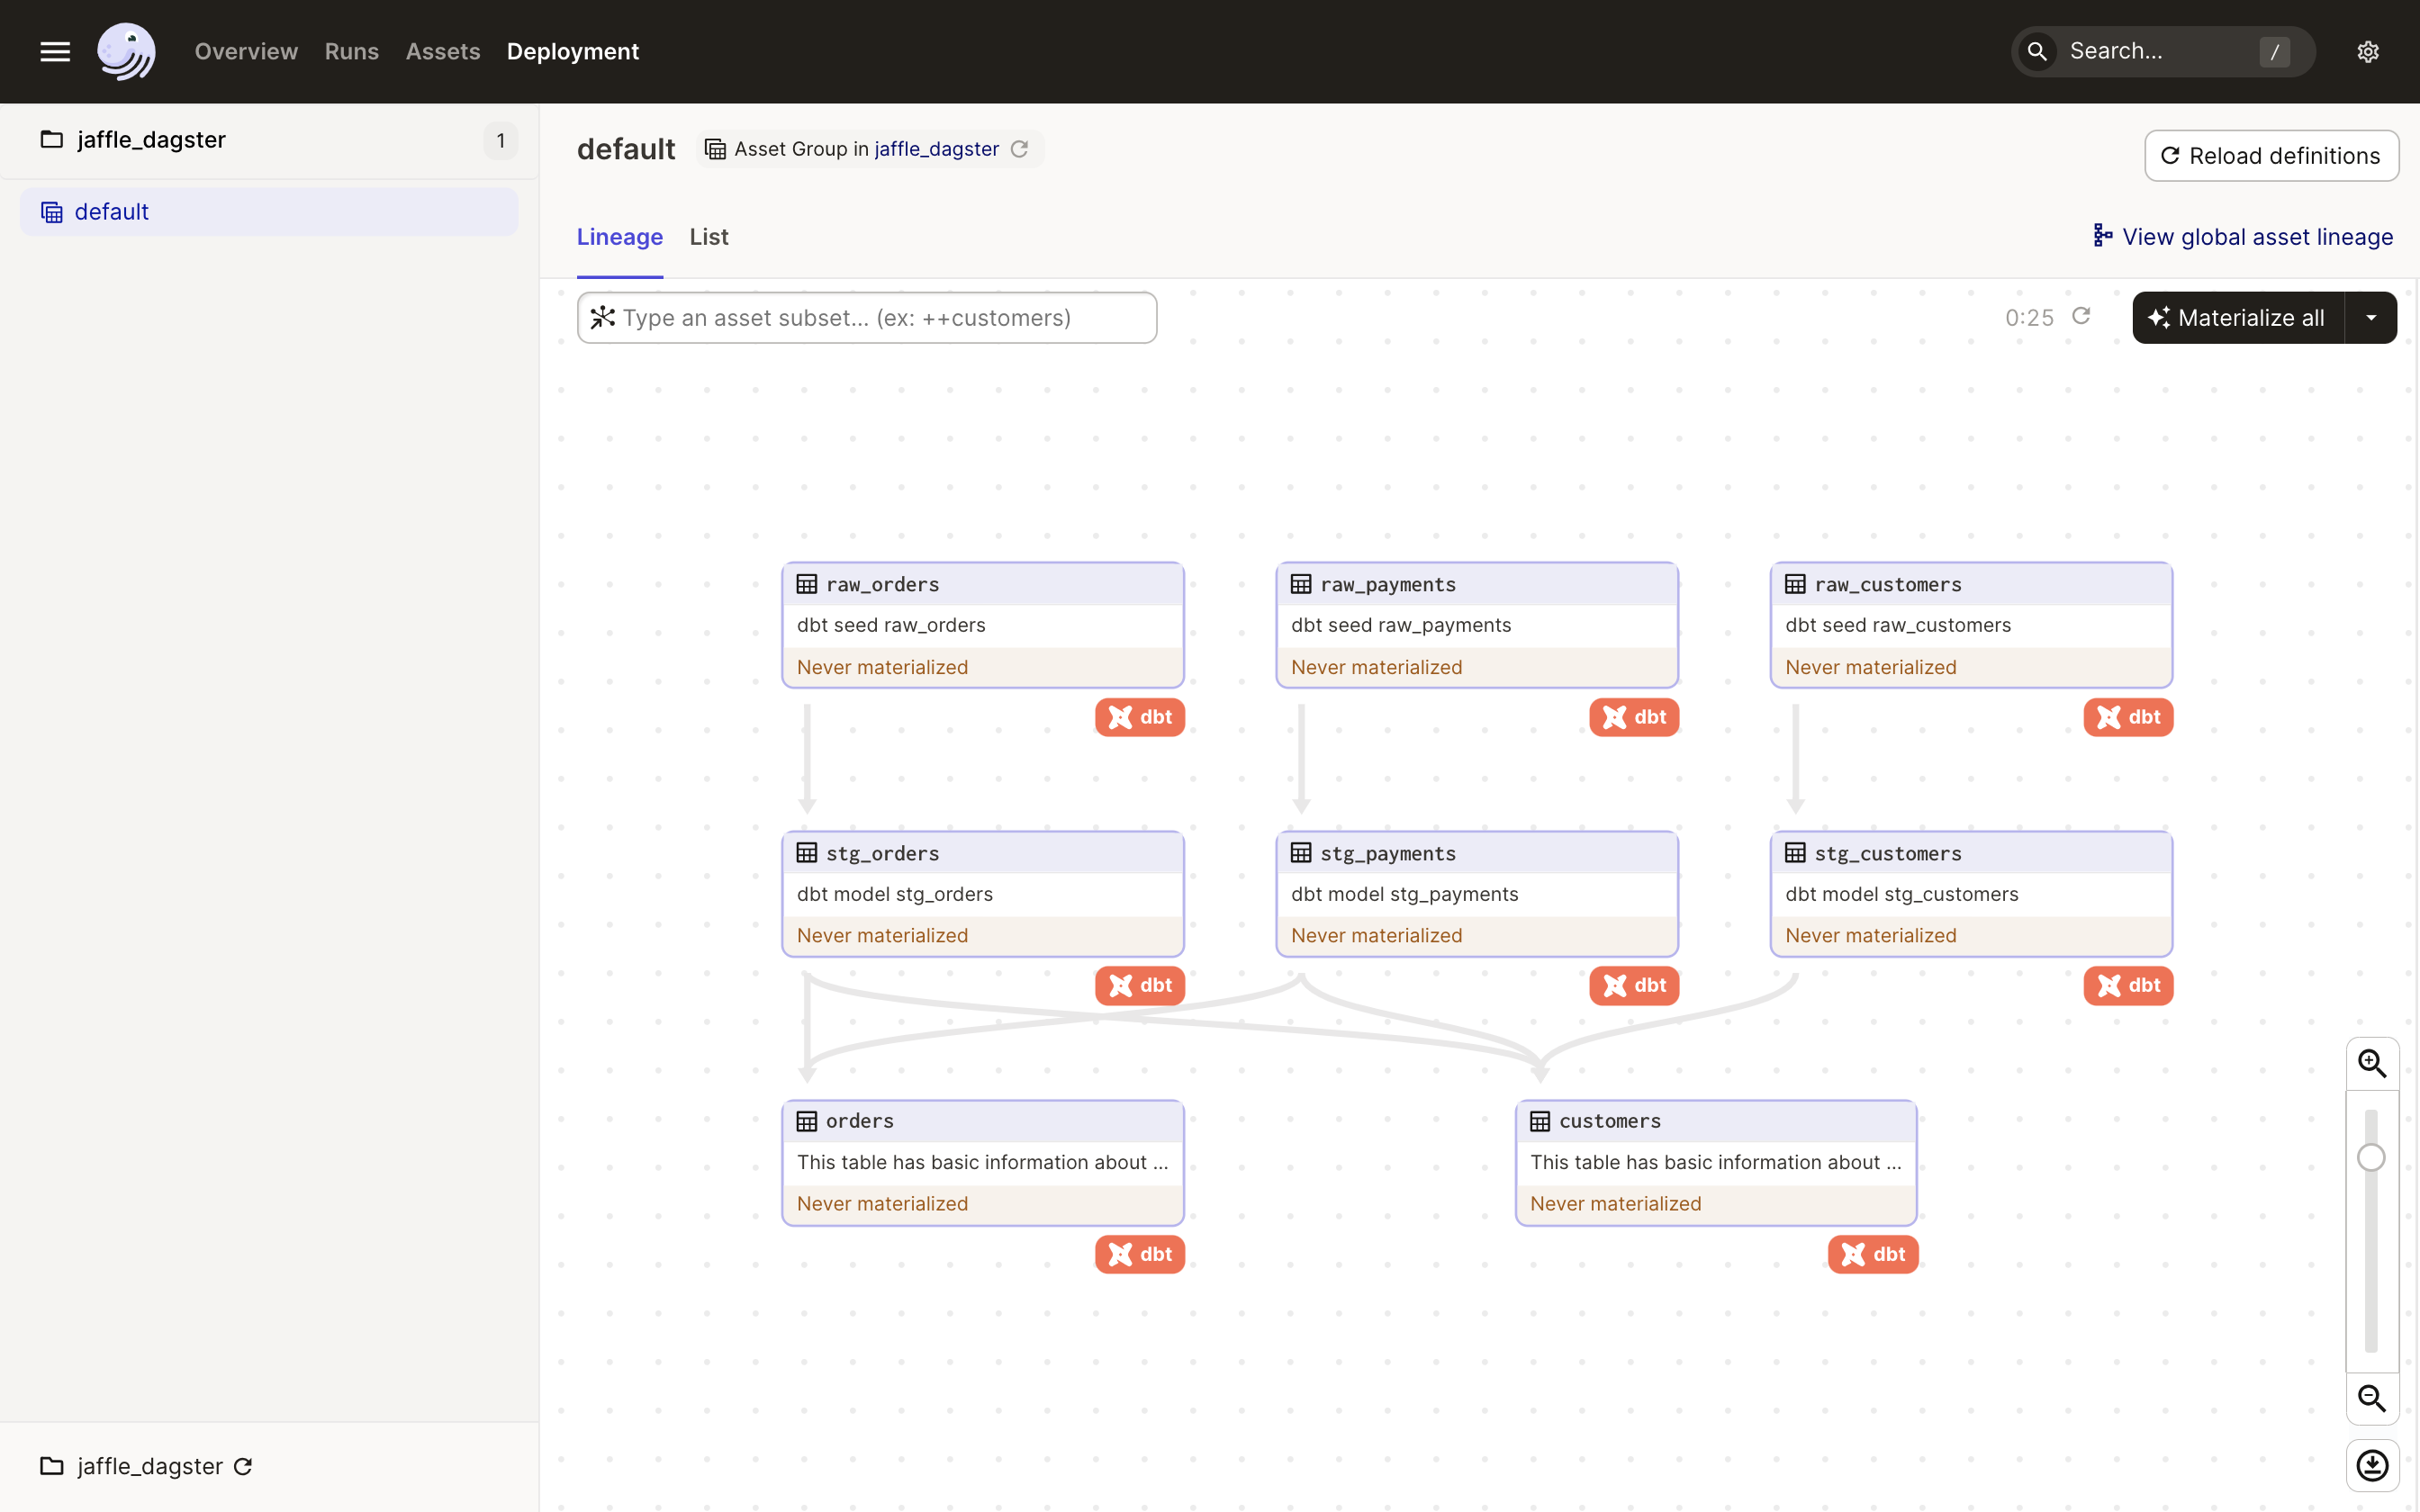 Overview Runs Assets Deployment
Search... /
jaffle_dagster 1
default
default Asset Group in jaffle_dagster
Reload definitions
Lineage List
View global asset lineage
Type an asset subset... (ex: ++customers)
0:25
Materialize all
raw_orders
dbt seed raw_orders
Never materialized
dbt
raw_payments
dbt seed raw_payments
Never materialized
dbt
raw_customers
dbt seed raw_customers
Never materialized
dbt
stg_orders
dbt model stg_orders
Never materialized
dbt
stg_payments
dbt model stg_payments
Never materialized
dbt
stg_customers
dbt model stg_customers
Never materialized
dbt
orders
This table has basic information about ...
Never materialized
dbt
customers
This table has basic information about ...
Never materialized
dbt
jaffle_dagster